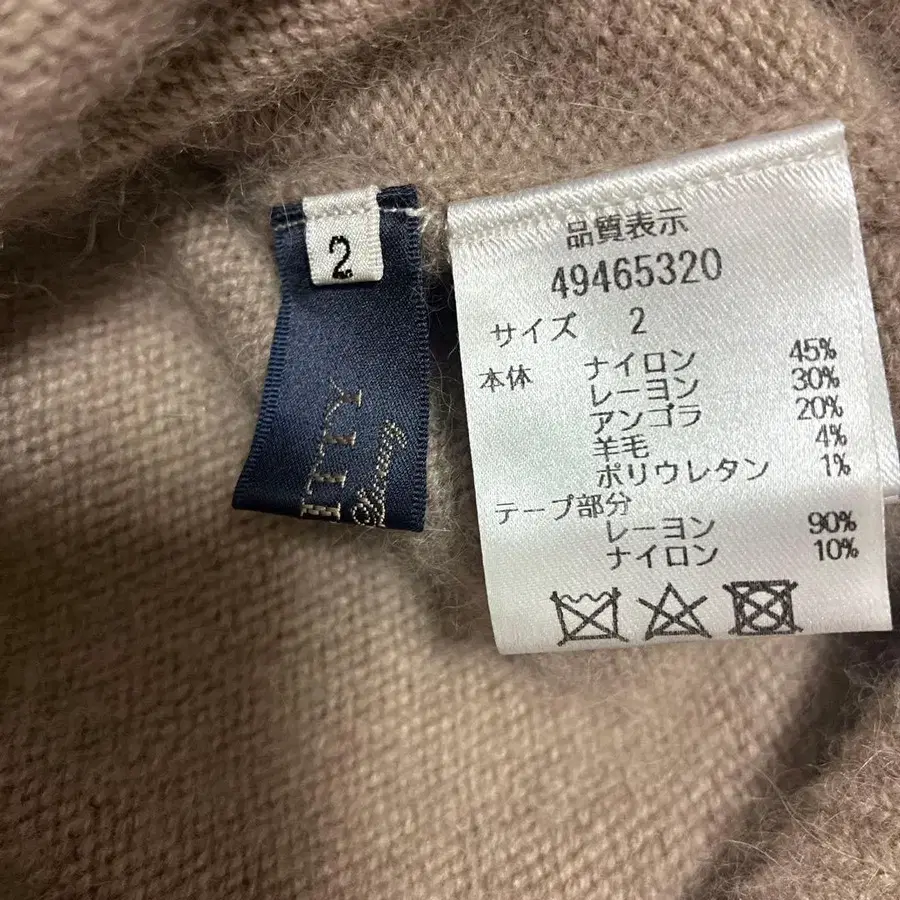 2
品質表示
49465320
サイズ 2
本体 ナイロン 45%
レーヨン 30%
アンゴラ 20%
羊毛 4%
ポリウレタン 1%
テープ部分
レーヨン 90%
ナイロン 10%